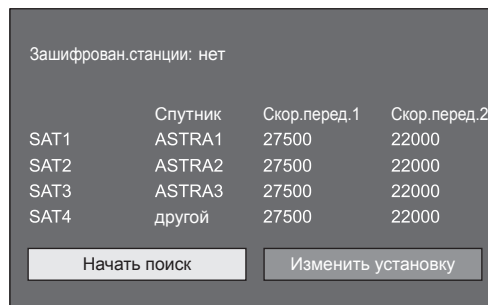 Зашифрован.станции: нет
Спутник Скор.перед.1 Скор.перед.2
SAT1 ASTRA1 27500 22000
SAT2 ASTRA2 27500 22000
SAT3 ASTRA3 27500 22000
SAT4 другой 27500 22000
Начать поиск Изменить установку